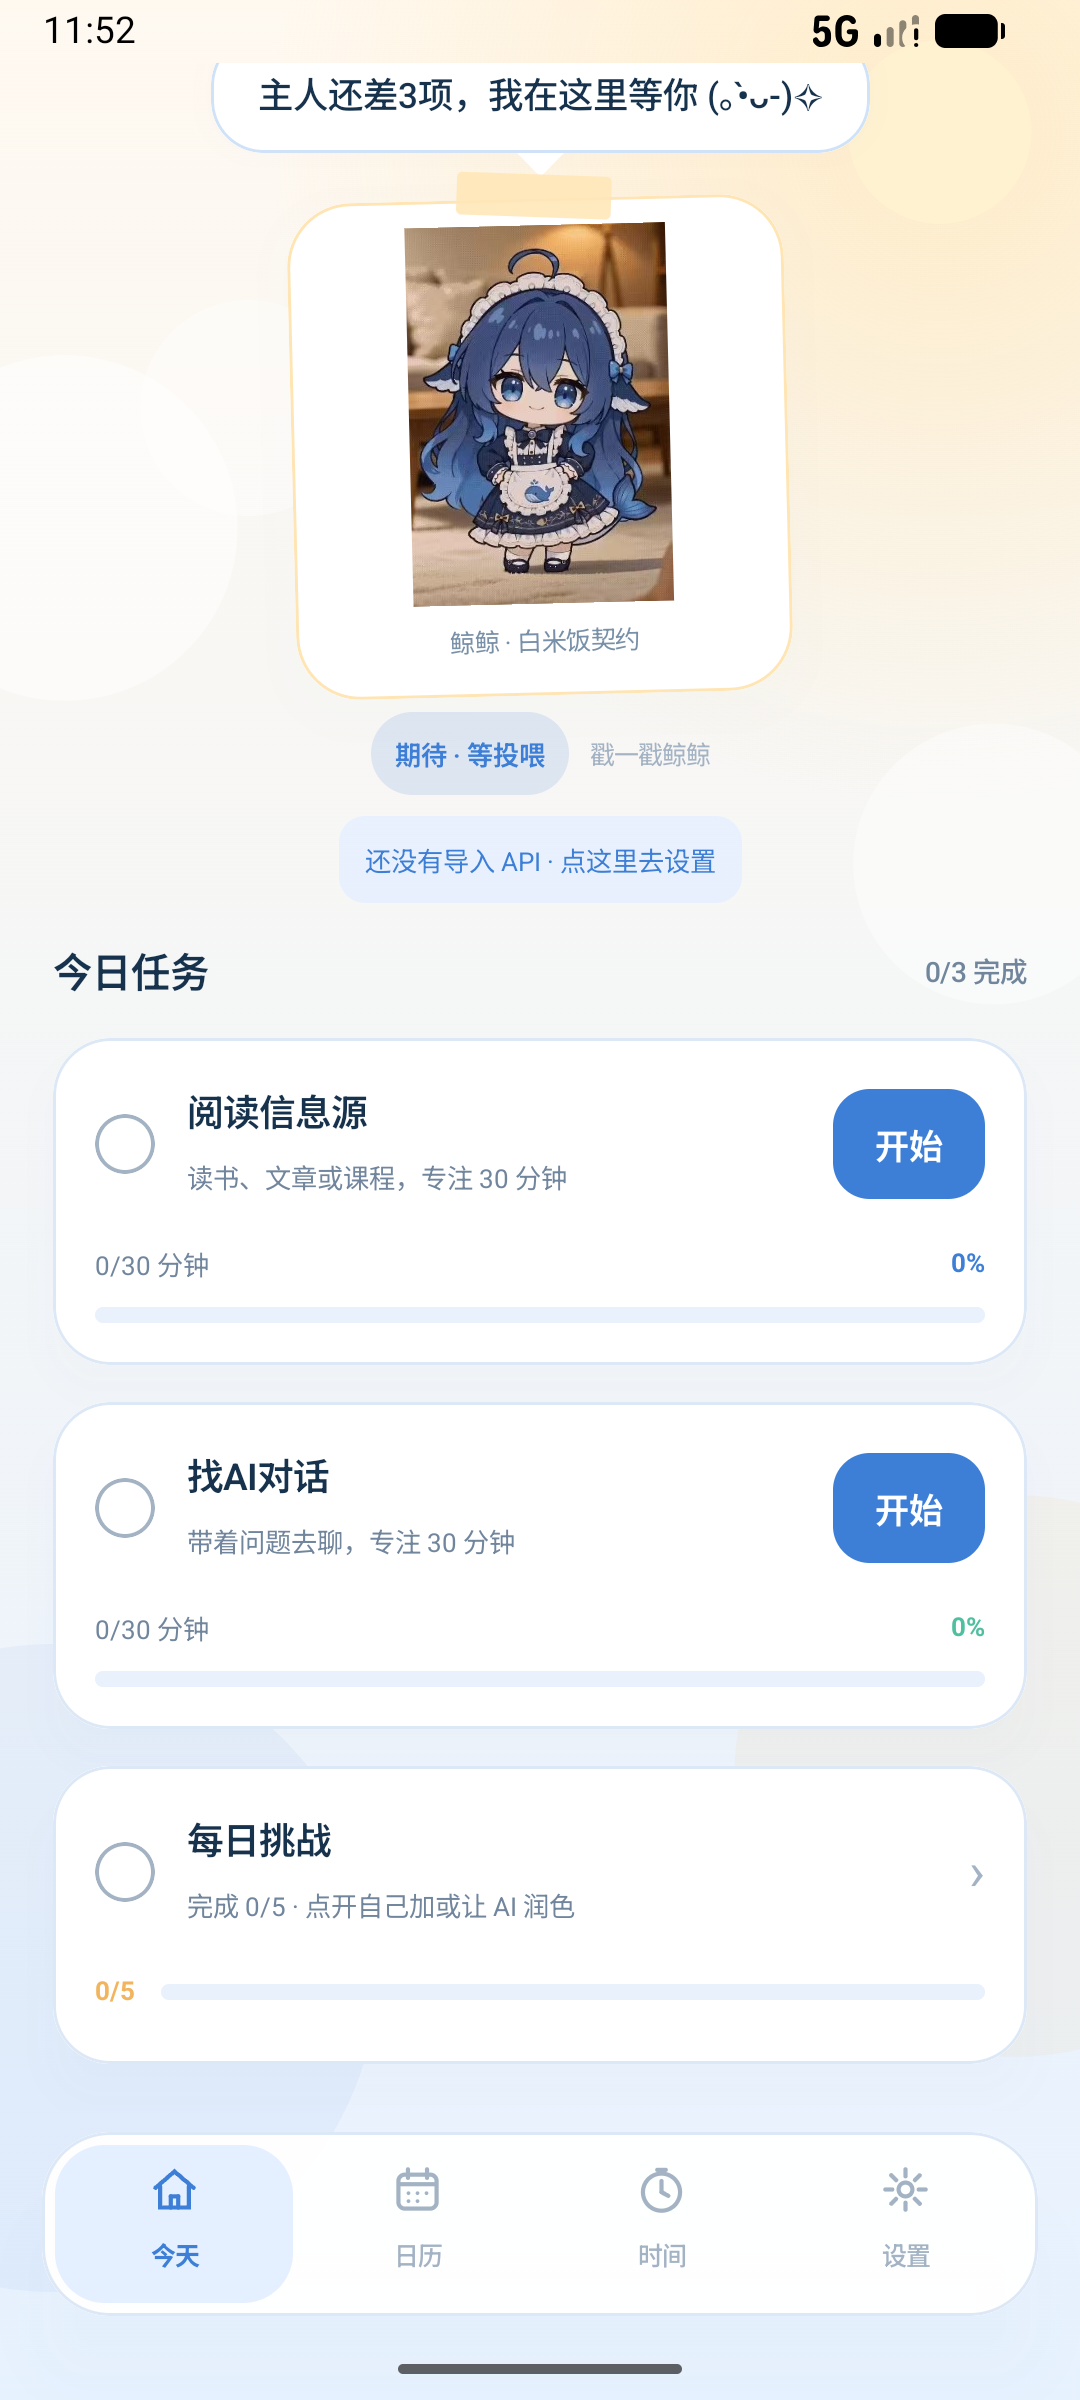 11:52
5G
主人还差3项，我在这里等你 (｡•̀ᴗ-)✧
鲸鲸 · 白米饭契约
期待 · 等投喂
戳一戳鲸鲸
还没有导入 API · 点这里去设置
今日任务
0/3 完成
阅读信息源
读书、文章或课程，专注 30 分钟
开始
0/30 分钟
0%
找AI对话
带着问题去聊，专注 30 分钟
开始
0/30 分钟
0%
每日挑战
完成 0/5 · 点开自己加或让 AI 润色
›
0/5
今天
日历
时间
设置